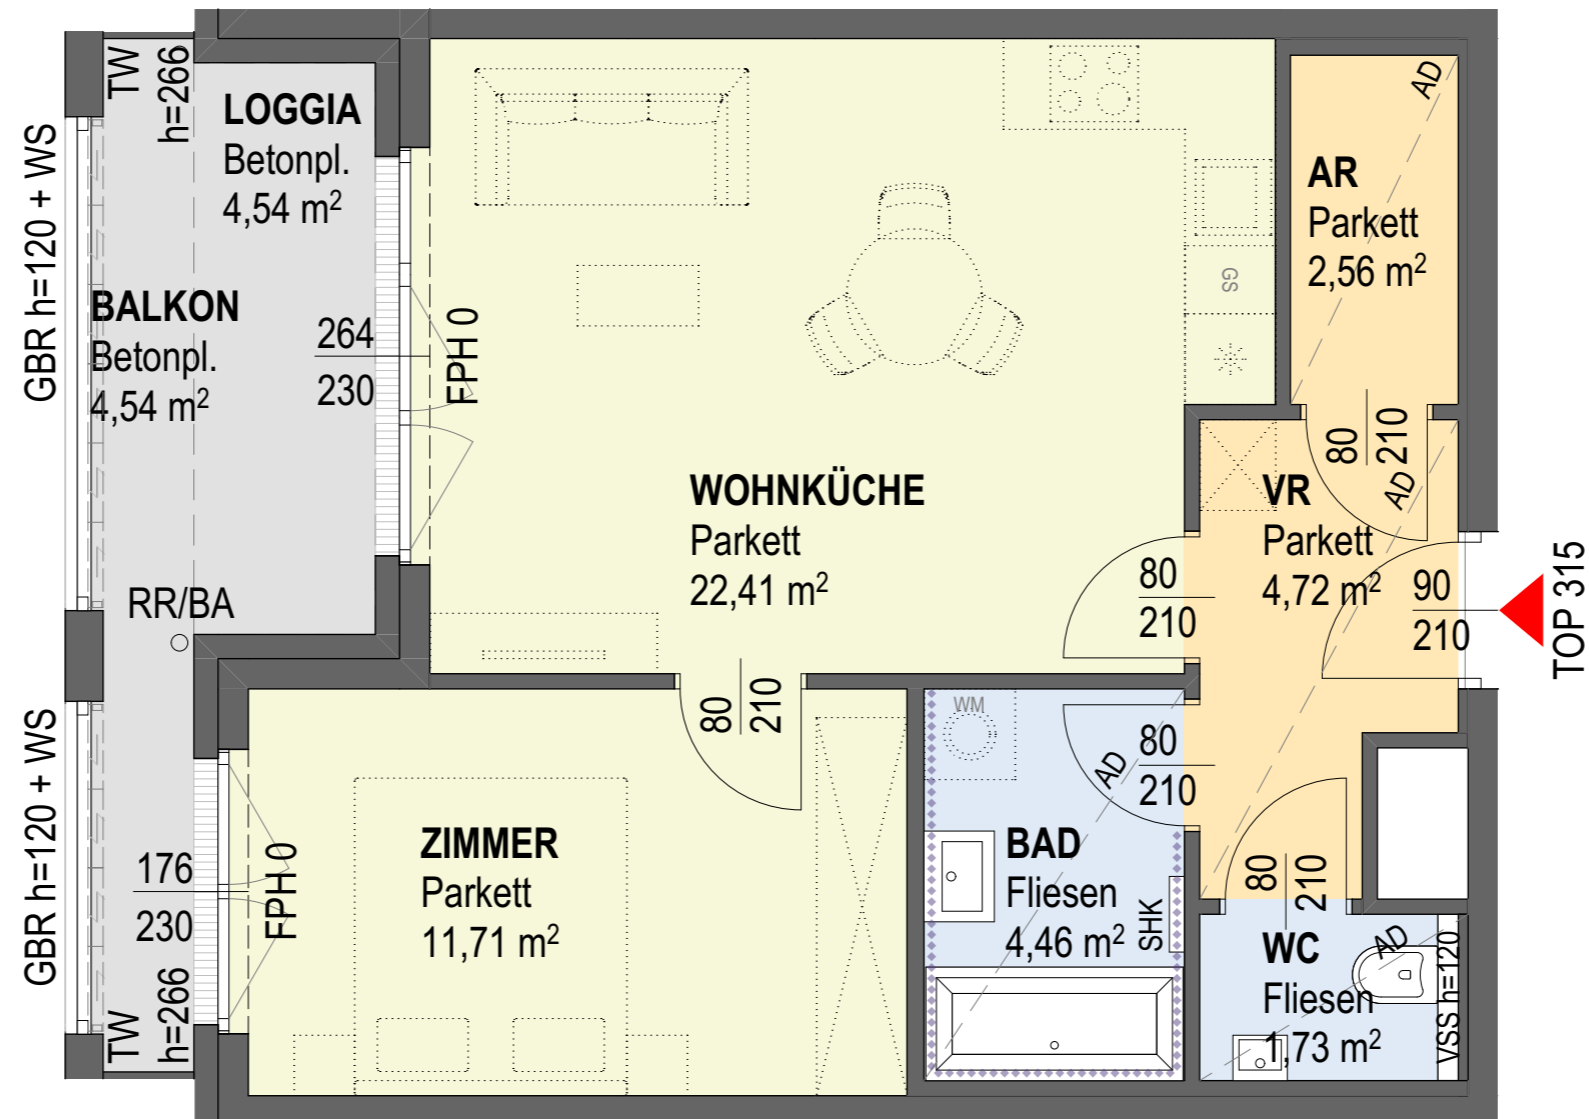 TW
h=266
GBR h=120 + WS
LOGGIA
Betonpl.
4,54 m²
BALKON
Betonpl.
4,54 m²
264
230
FPH 0
RR/BA
WOHNKÜCHE
Parkett
22,41 m²
GS
AD
AR
Parkett
2,56 m²
80
210
AD
VR
Parkett
4,72 m²
80
210
90
210
TOP 315
80
210
GBR h=120 + WS
176
230
FPH 0
TW
h=266
ZIMMER
Parkett
11,71 m²
WM
AD
80
210
BAD
Fliesen
4,46 m²
SHK
80
210
AD
WC
Fliesen
1,73 m²
VSS h=120